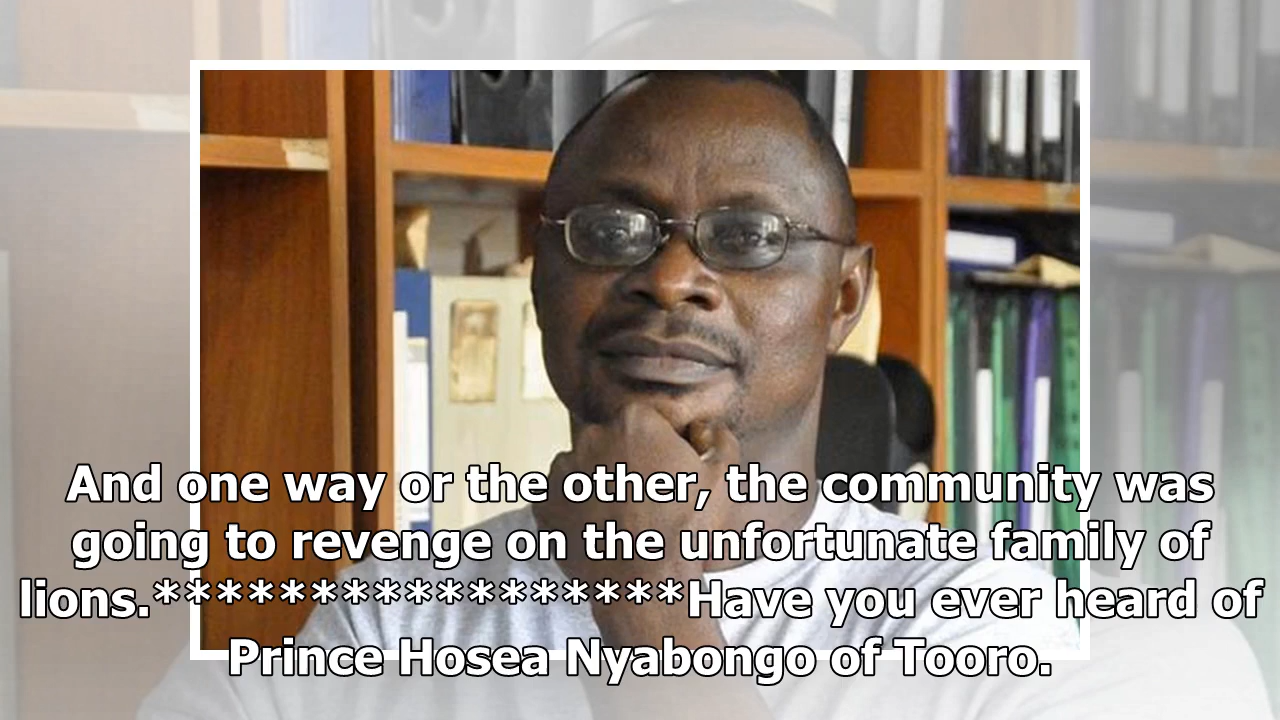 And one way or the other, the community was
going to revenge on the unfortunate family of
lions.*****************Have you ever heard of
Prince Hosea Nyabongo of Tooro.